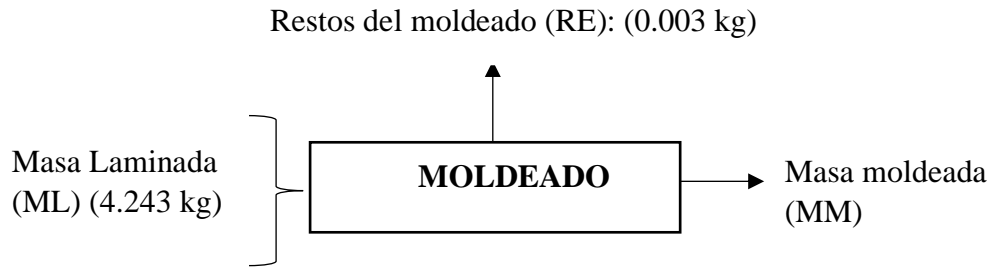 Restos del moldeado (RE): (0.003 kg)
Masa Laminada
(ML) (4.243 kg)
MOLDEADO
Masa moldeada
(MM)